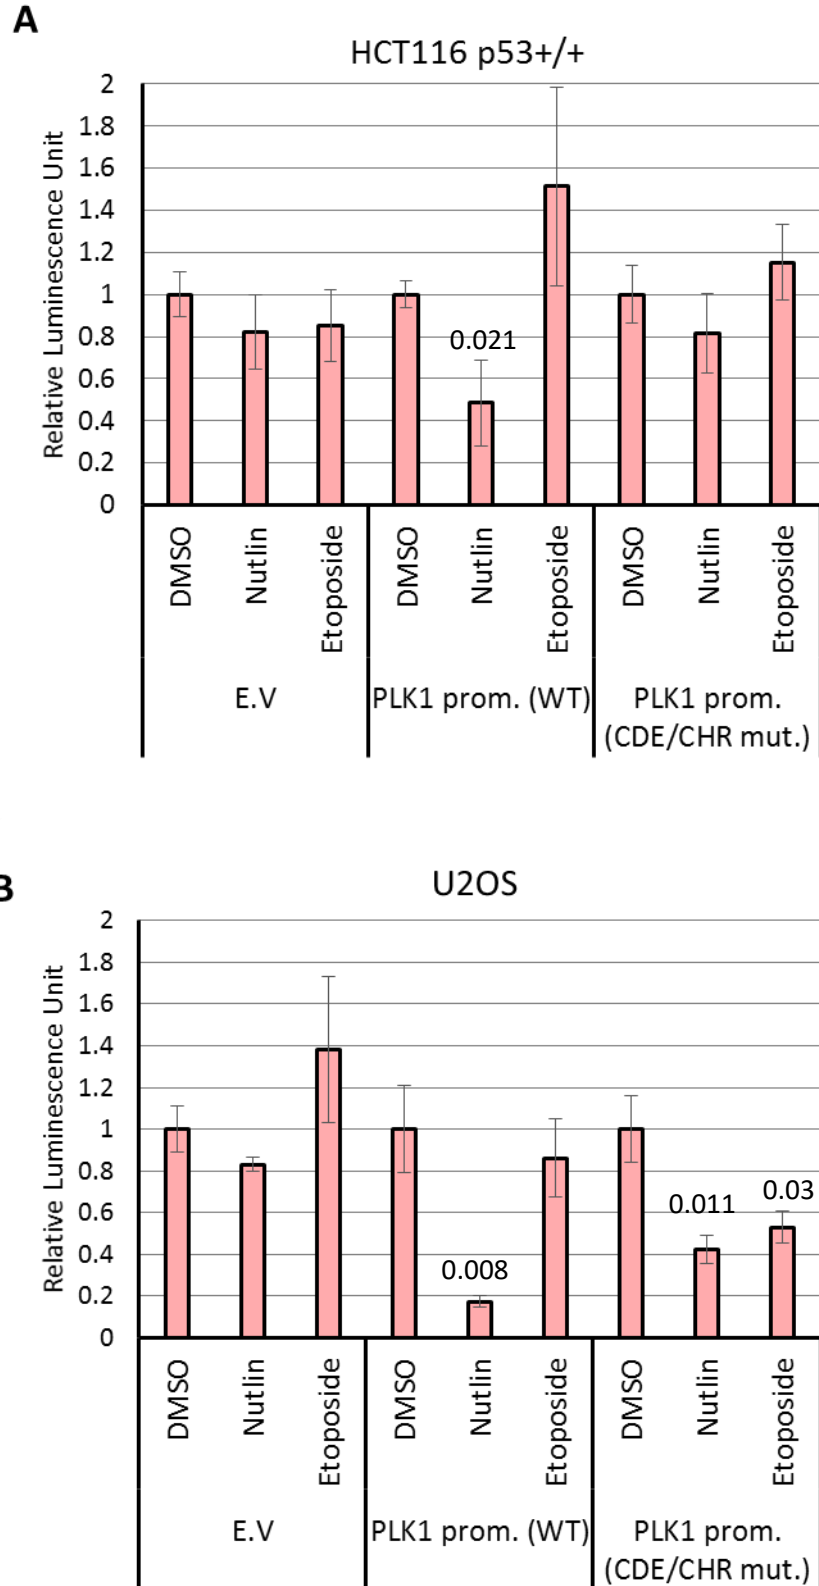 A
HCT116 p53+/+
Relative Luminescence Unit
2
1.8
1.6
1.4
1.2
1
0.8
0.6
0.4
0.2
0
0.021
DMSO
Nutlin
Etoposide
DMSO
Nutlin
Etoposide
DMSO
Nutlin
Etoposide
E.V
PLK1 prom. (WT)
PLK1 prom.
(CDE/CHR mut.)
B
U2OS
Relative Luminescence Unit
2
1.8
1.6
1.4
1.2
1
0.8
0.6
0.4
0.2
0
0.008
0.011
0.03
DMSO
Nutlin
Etoposide
DMSO
Nutlin
Etoposide
DMSO
Nutlin
Etoposide
E.V
PLK1 prom. (WT)
PLK1 prom.
(CDE/CHR mut.)